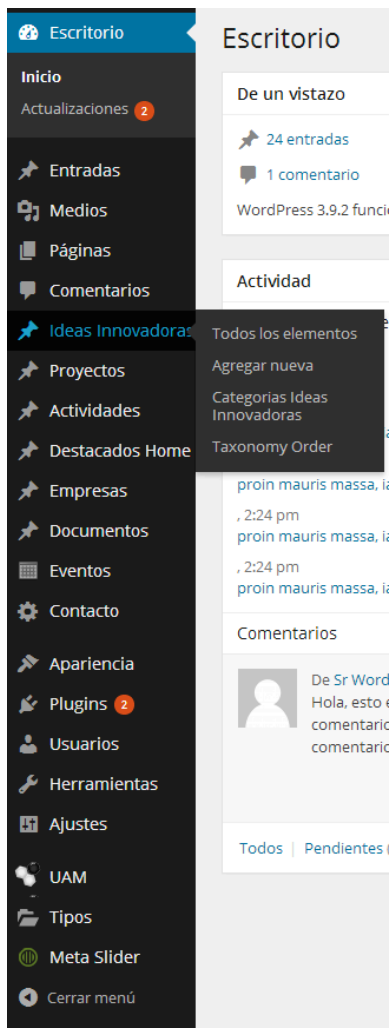 Escritorio
Inicio
Actualizaciones 2
Entradas
Medios
Páginas
Comentarios
Ideas Innovadoras
Proyectos
Actividades
Destacados Home
Empresas
Documentos
Eventos
Contacto
Apariencia
Plugins 2
Usuarios
Herramientas
Ajustes
UAM
Tipos
Meta Slider
Cerrar menú
Todos los elementos
Agregar nueva
Categorias Ideas
Innovadoras
Taxonomy Order
Escritorio
De un vistazo
24 entradas
1 comentario
WordPress 3.9.2
Actividad
proin mauris massa,
, 2:24 pm
proin mauris massa,
, 2:24 pm
proin mauris massa,
Comentarios
De Sr Word
Hola, esto
comentario
comentario
Todos | Pendientes